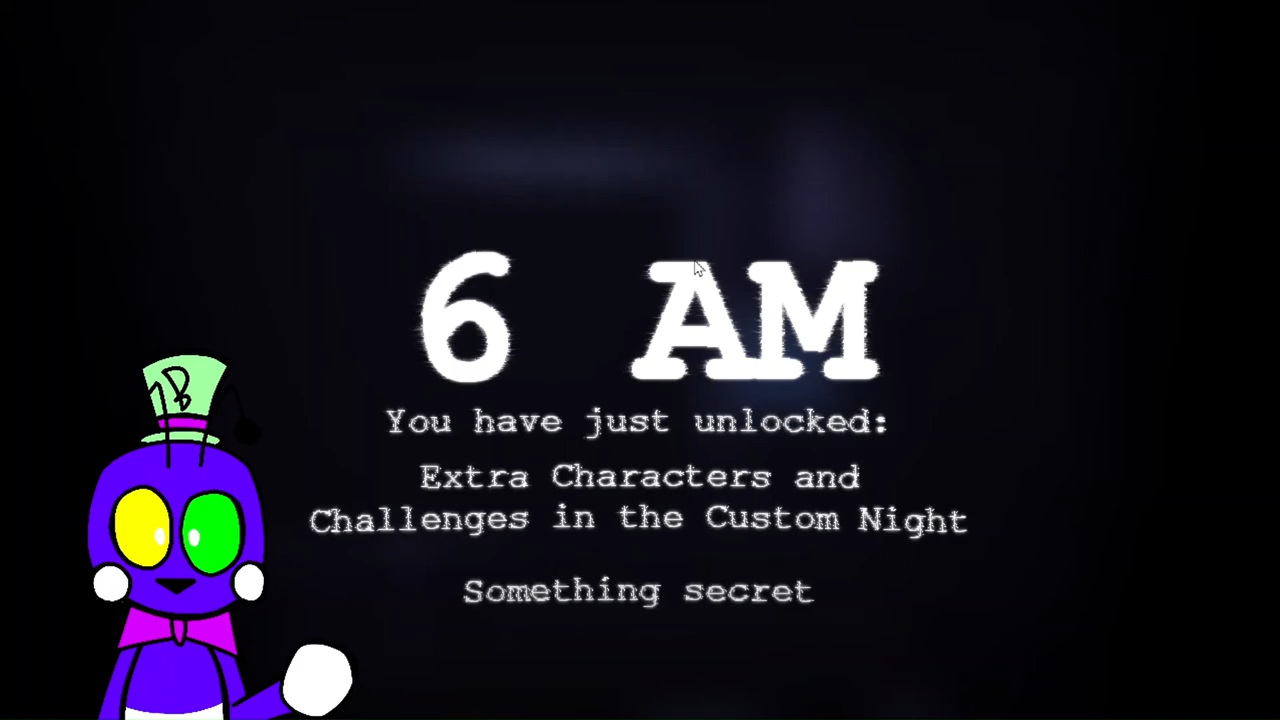 6 AM
You have just unlocked:
Extra Characters and
Challenges in the Custom Night
Something secret
B